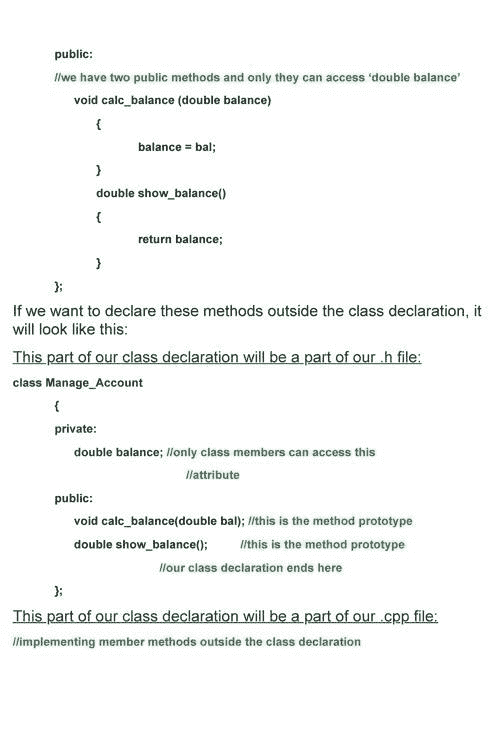 public:
//we have two public methods and only they can access ‘double balance’
void calc_balance (double balance)
{
balance = bal;
}
double show_balance()
{
return balance;
}
};
If we want to declare these methods outside the class declaration, it
will look like this:
This part of our class declaration will be a part of our .h file:
class Manage_Account
{
private:
double balance; //only class members can access this
//attribute
public:
void calc_balance(double bal); //this is the method prototype
double show_balance(); //this is the method prototype
//our class declaration ends here
};
This part of our class declaration will be a part of our .cpp file:
//implementing member methods outside the class declaration